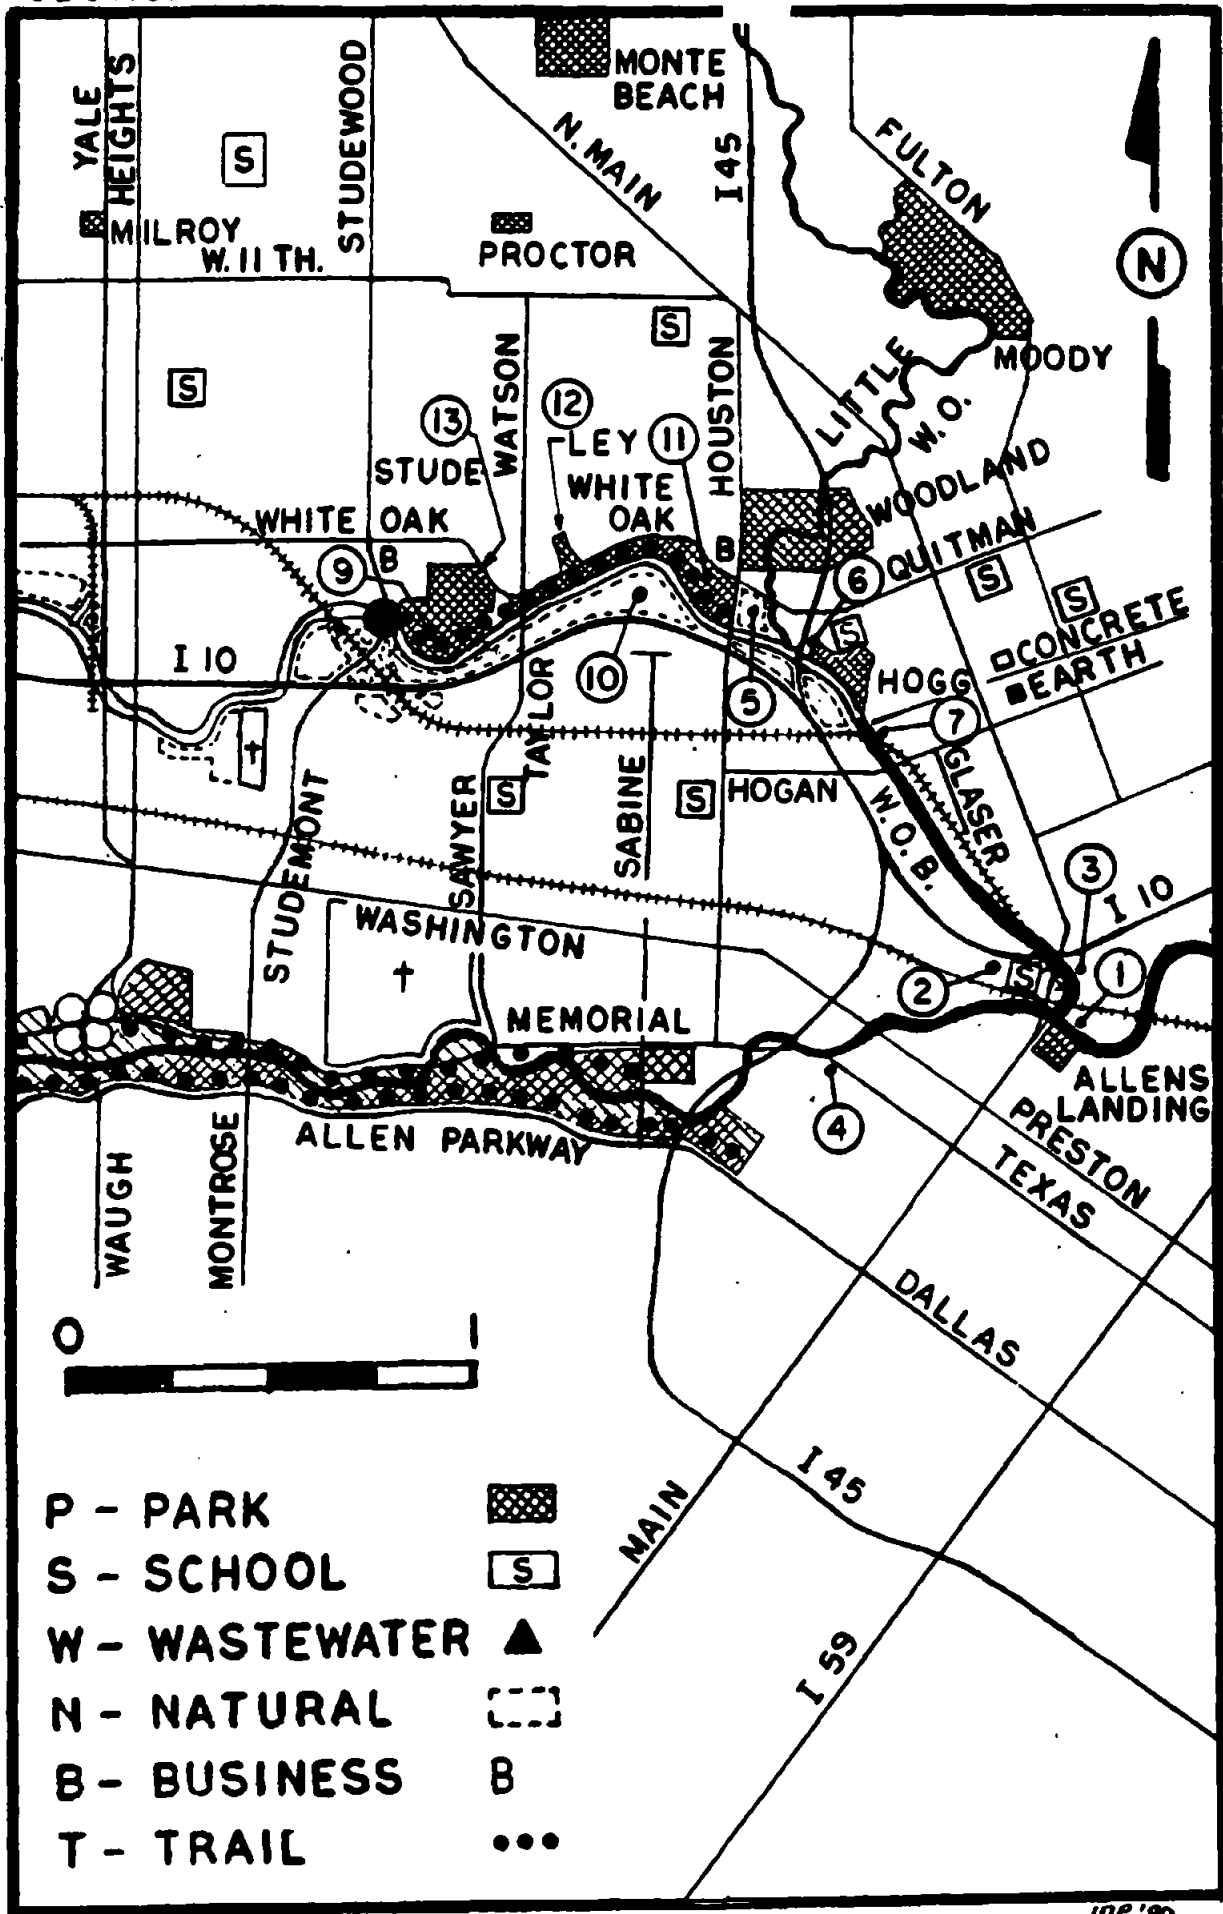 MONTE
BEACH
YALE
HEIGHTS
STUDEWOOD
S
N. MAIN
I 45
FULTON
MILROY
W. 11 TH.
PROCTOR
N
S
S
MOODY
LITTLE
W.O.
WATSON
HOUSTON
13
12
LEY
11
STUDE
WHITE
OAK
WOODLAND
WHITE OAK
B
B
QUITMAN
9
6
S
S
S
CONCRETE
EARTH
I 10
10
5
HOGG
7
TAYLOR
SABINE
S
S
HOGAN
GLASER
W.O.B.
STUDEMONT
SAWYER
3
I 10
WASHINGTON
2
S
P
1
MEMORIAL
ALLENS
LANDING
4
ALLEN PARKWAY
PRESTON
TEXAS
WAUGH
MONTROSE
DALLAS
0 1
I 45
MAIN
I 59
P - PARK
S - SCHOOL S
W - WASTEWATER
N - NATURAL
B - BUSINESS B
T - TRAIL